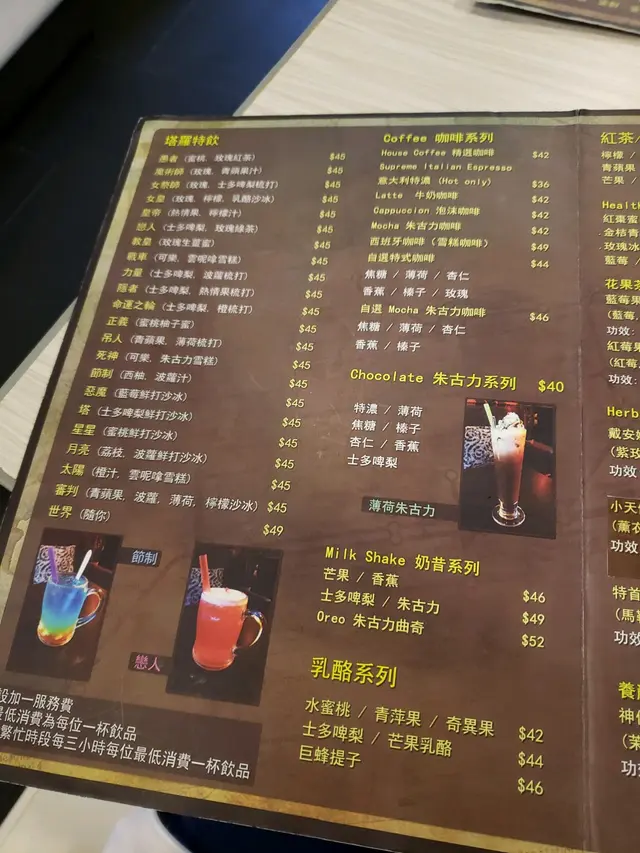 塔羅特飲
愚者 (蜜桃, 玫瑰紅茶) $45
魔術師 (玫瑰, 青蘋果汁) $45
女祭師 (玫瑰, 士多啤梨梳打) $45
女皇 (玫瑰, 檸檬, 乳酪沙冰) $45
皇帝 (熱情果, 檸檬汁) $45
戀人 (士多啤梨, 玫瑰綠茶) $45
教皇 (玫瑰生薑蜜) $45
戰車 (可樂, 雲呢嗱雪糕) $45
力量 (士多啤梨, 波蘿梳打) $45
隱者 (士多啤梨, 熱情果梳打) $45
命運之輪 (士多啤梨, 橙梳打) $45
正義 (蜜桃柚子蜜) $45
吊人 (青蘋果, 薄荷梳打) $45
死神 (可樂, 朱古力雪糕) $45
節制 (西柚, 波蘿汁) $45
惡魔 (藍莓鮮打沙冰) $45
塔 (士多啤梨鮮打沙冰) $45
星星 (蜜桃鮮打沙冰) $45
月亮 (荔枝, 波蘿鮮打沙冰) $45
太陽 (橙汁, 雲呢嗱雪糕) $45
審判 (青蘋果, 波蘿, 薄荷, 檸檬沙冰) $45
世界 (隨你) $49
節制
戀人
設加一服務費
最低消費為每位一杯飲品
繁忙時段每三小時每位最低消費一杯飲品
Coffee 咖啡系列
House Coffee 精選咖啡 $42
Supreme Italian Espresso
意大利特濃 (Hot only) $36
Latte 牛奶咖啡 $42
Cappuccion 泡沫咖啡 $42
Mocha 朱古力咖啡 $42
西班牙咖啡 (雪糕咖啡) $49
自選特式咖啡 $44
焦糖 / 薄荷 / 杏仁
香蕉 / 榛子 / 玫瑰
自選 Mocha 朱古力咖啡 $46
焦糖 / 薄荷 / 杏仁
香蕉 / 榛子
Chocolate 朱古力系列 $40
特濃 / 薄荷
焦糖 / 榛子
杏仁 / 香蕉
士多啤梨
薄荷朱古力
Milk Shake 奶昔系列
芒果 / 香蕉 $46
士多啤梨 / 朱古力 $49
Oreo 朱古力曲奇 $52
乳酪系列
水蜜桃 / 青萍果 / 奇異果 $42
士多啤梨 / 芒果乳酪 $44
巨蜂提子 $46
紅茶/
檸檬 /
青蘋果
芒果 /
Healt
紅棗蜜
.金桔青
.玫瑰冰
藍莓 /
花果茶
藍莓果
(藍莓,
功效:
紅莓果
(紅莓,
功效:
Herb
戴安娜
(紫玫
功效
小天使
(薰衣
功效
特首
(馬
功效
神
功效